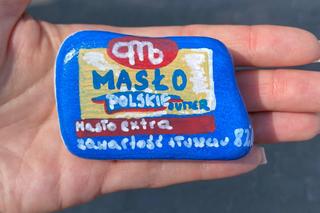 MASŁO
POLSKIE
BUTTER
Masło extra
zawartość tłuszczu 82%